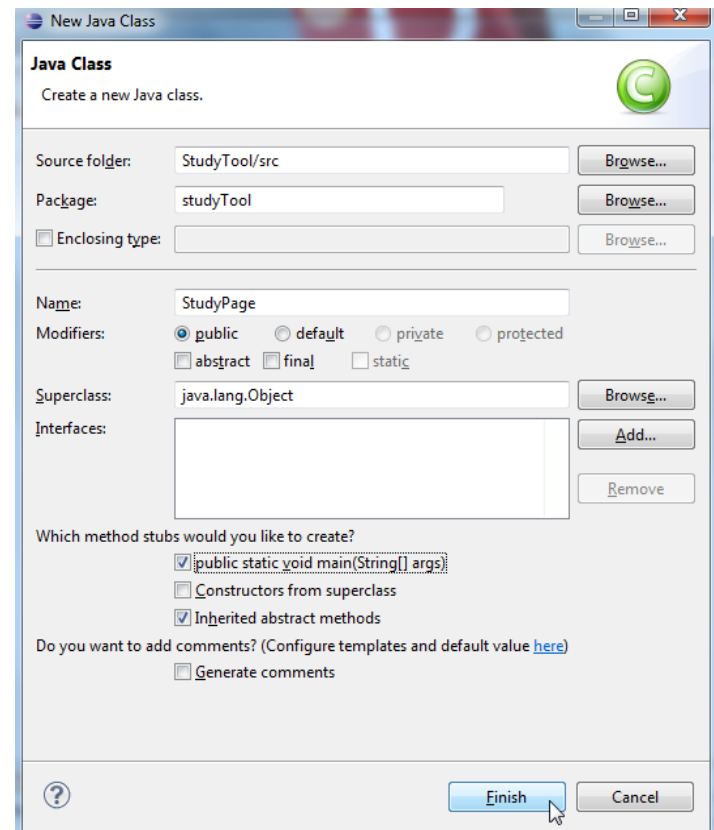 New Java Class
Java Class
Create a new Java class.
Source folder: StudyTool/src Browse...
Package: studyTool Browse...
Enclosing type: Browse...
Name: StudyPage
Modifiers: public default private protected
abstract final static
Superclass: java.lang.Object Browse...
Interfaces: Add...
Remove
Which method stubs would you like to create?
public static void main(String[] args)
Constructors from superclass
Inherited abstract methods
Do you want to add comments? (Configure templates and default value here)
Generate comments
? Finish Cancel